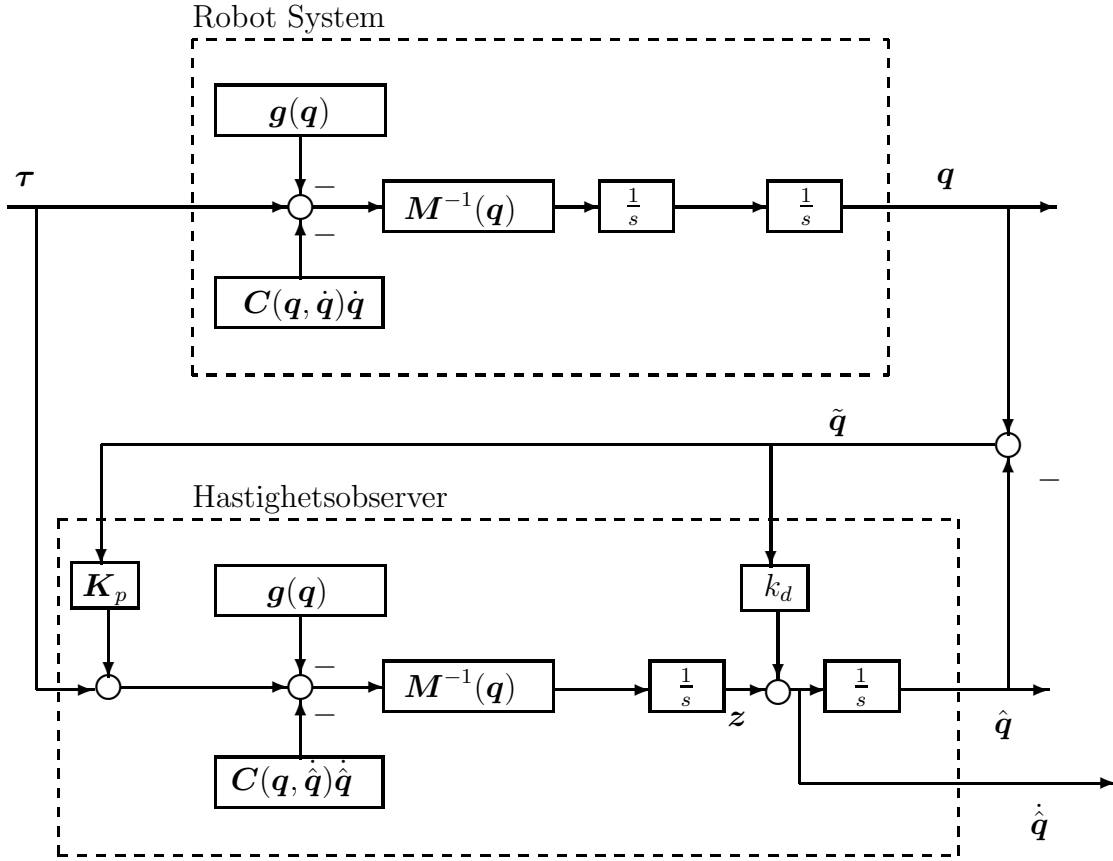 Robot System
g(q)
τ
−
M⁻¹(q)
1/s
1/s
q
−
C(q, q̇)q̇
q̃
−
Hastighetsobserver
K_p
g(q)
k_d
−
M⁻¹(q)
1/s
1/s
−
z
q̂
C(q, q̂̇)q̂̇
q̂̇